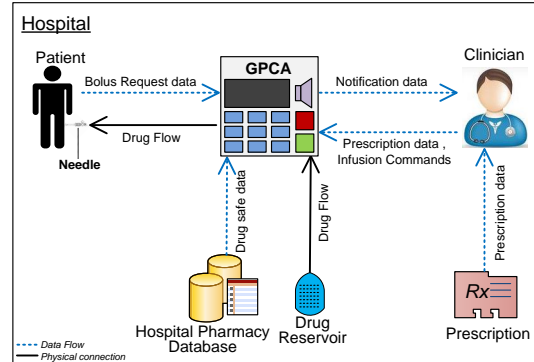 Hospital
Patient
GPCA
Clinician
Bolus Request data
Notification data
Drug Flow
Prescription data ,
Infusion Commands
Needle
Drug safe data
Drug Flow
Prescription data
Rx
Hospital Pharmacy
Database
Drug
Reservoir
Prescription
Data Flow
Physical connection